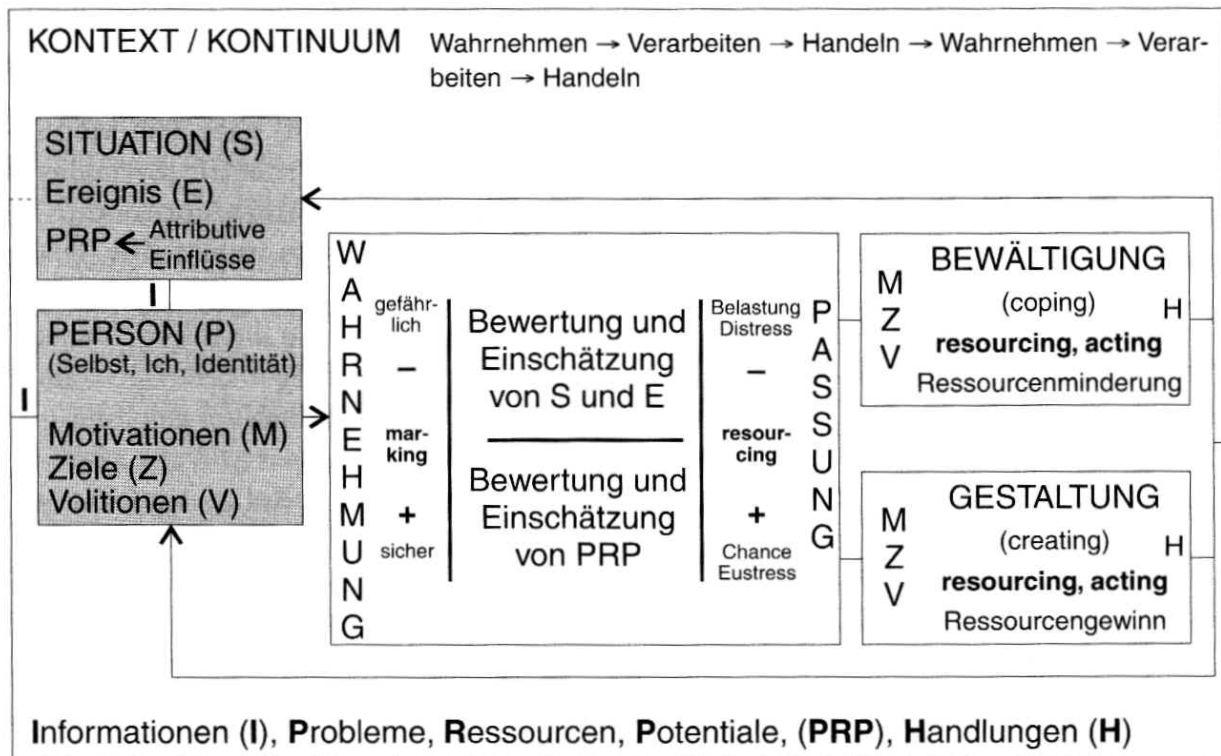 KONTEXT / KONTINUUM
Wahrnehmen → Verarbeiten → Handeln → Wahrnehmen → Verar-
beiten → Handeln
SITUATION (S)
Ereignis (E)
PRP ← Attributive
Einflüsse
I
PERSON (P)
(Selbst, Ich, Identität)
I
Motivationen (M)
Ziele (Z)
Volitionen (V)
WAHRNEHMUNG
gefähr-
lich
–
mar-
king
+
sicher
Bewertung und
Einschätzung
von S und E
Bewertung und
Einschätzung
von PRP
Belastung
Distress
–
resour-
cing
+
Chance
Eustress
PASSUNG
M
Z
V
BEWÄLTIGUNG
(coping)
H
resourcing, acting
Ressourcenminderung
M
Z
V
GESTALTUNG
(creating)
H
resourcing, acting
Ressourcengewinn
Informationen (I), Probleme, Ressourcen, Potentiale, (PRP), Handlungen (H)